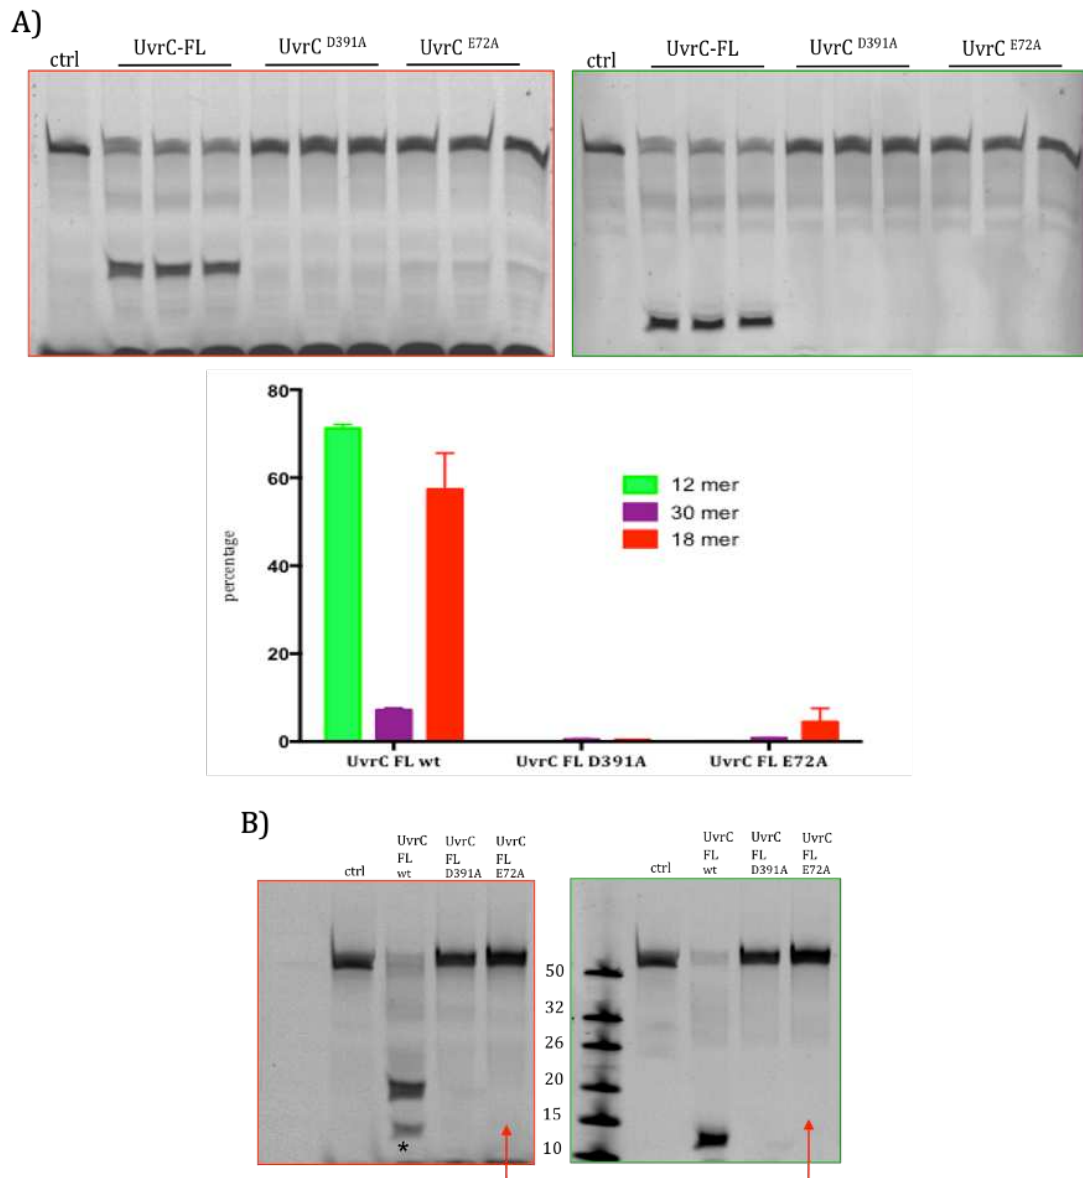 A)
ctrl UvrC-FL UvrC D391A UvrC E72A
ctrl UvrC-FL UvrC D391A UvrC E72A
80
60
40
20
0
percentage
12 mer
30 mer
18 mer
UvrC FL wt UvrC FL D391A UvrC FL E72A
B)
ctrl
UvrC FL wt
UvrC FL D391A
UvrC FL E72A
ctrl
UvrC FL wt
UvrC FL D391A
UvrC FL E72A
50
32
26
20
15
10
*